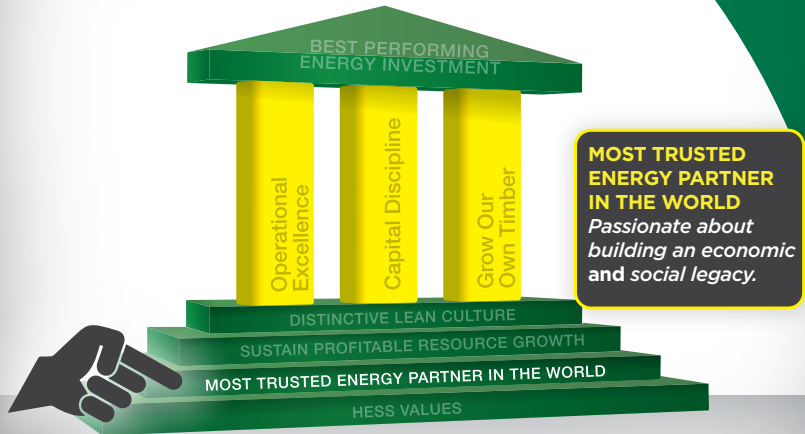 BEST PERFORMING
ENERGY INVESTMENT
Operational
Excellence
Capital Discipline
Grow Our
Own Timber
MOST TRUSTED
ENERGY PARTNER
IN THE WORLD
Passionate about
building an economic
and social legacy.
DISTINCTIVE LEAN CULTURE
SUSTAIN PROFITABLE RESOURCE GROWTH
MOST TRUSTED ENERGY PARTNER IN THE WORLD
HESS VALUES